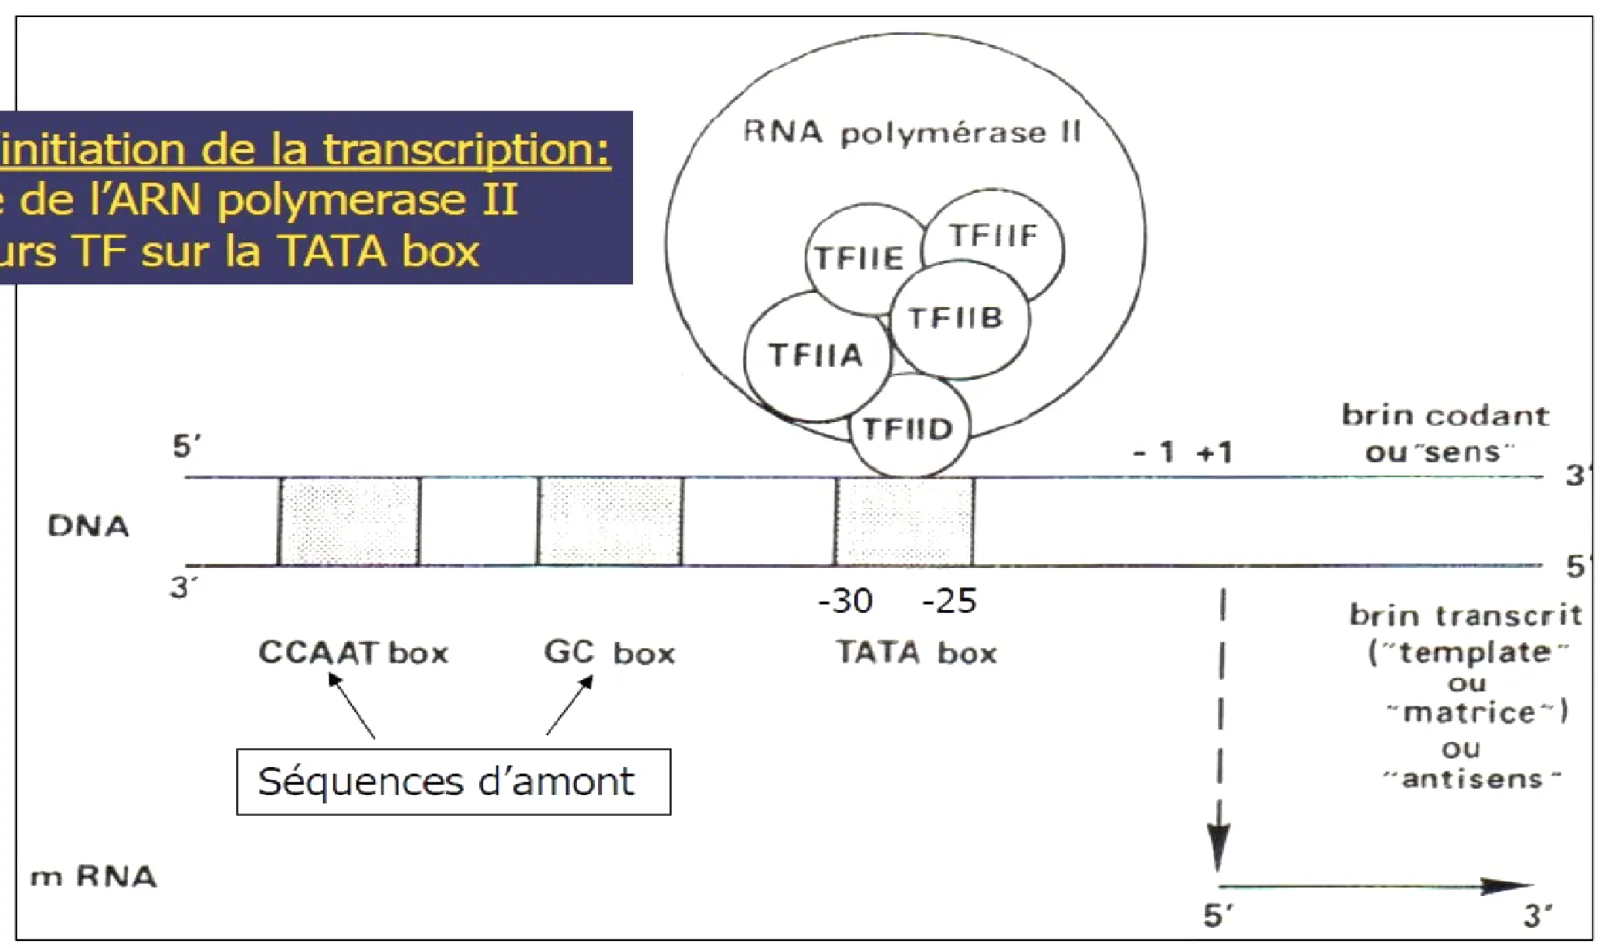 'initiation de la transcription:
de l'ARN polymerase II
TF sur la TATA box
RNA polymérase II
TFIIE
TFIIF
TFIIB
TFIIA
TFIID
brin codant
ou "sens"
- 1 +1
5'
3'
DNA
3'
5'
-30 -25
CCAAT box
GC box
TATA box
brin transcrit
("template"
ou
"matrice")
ou
"antisens"
Séquences d'amont
m RNA
5'
3'